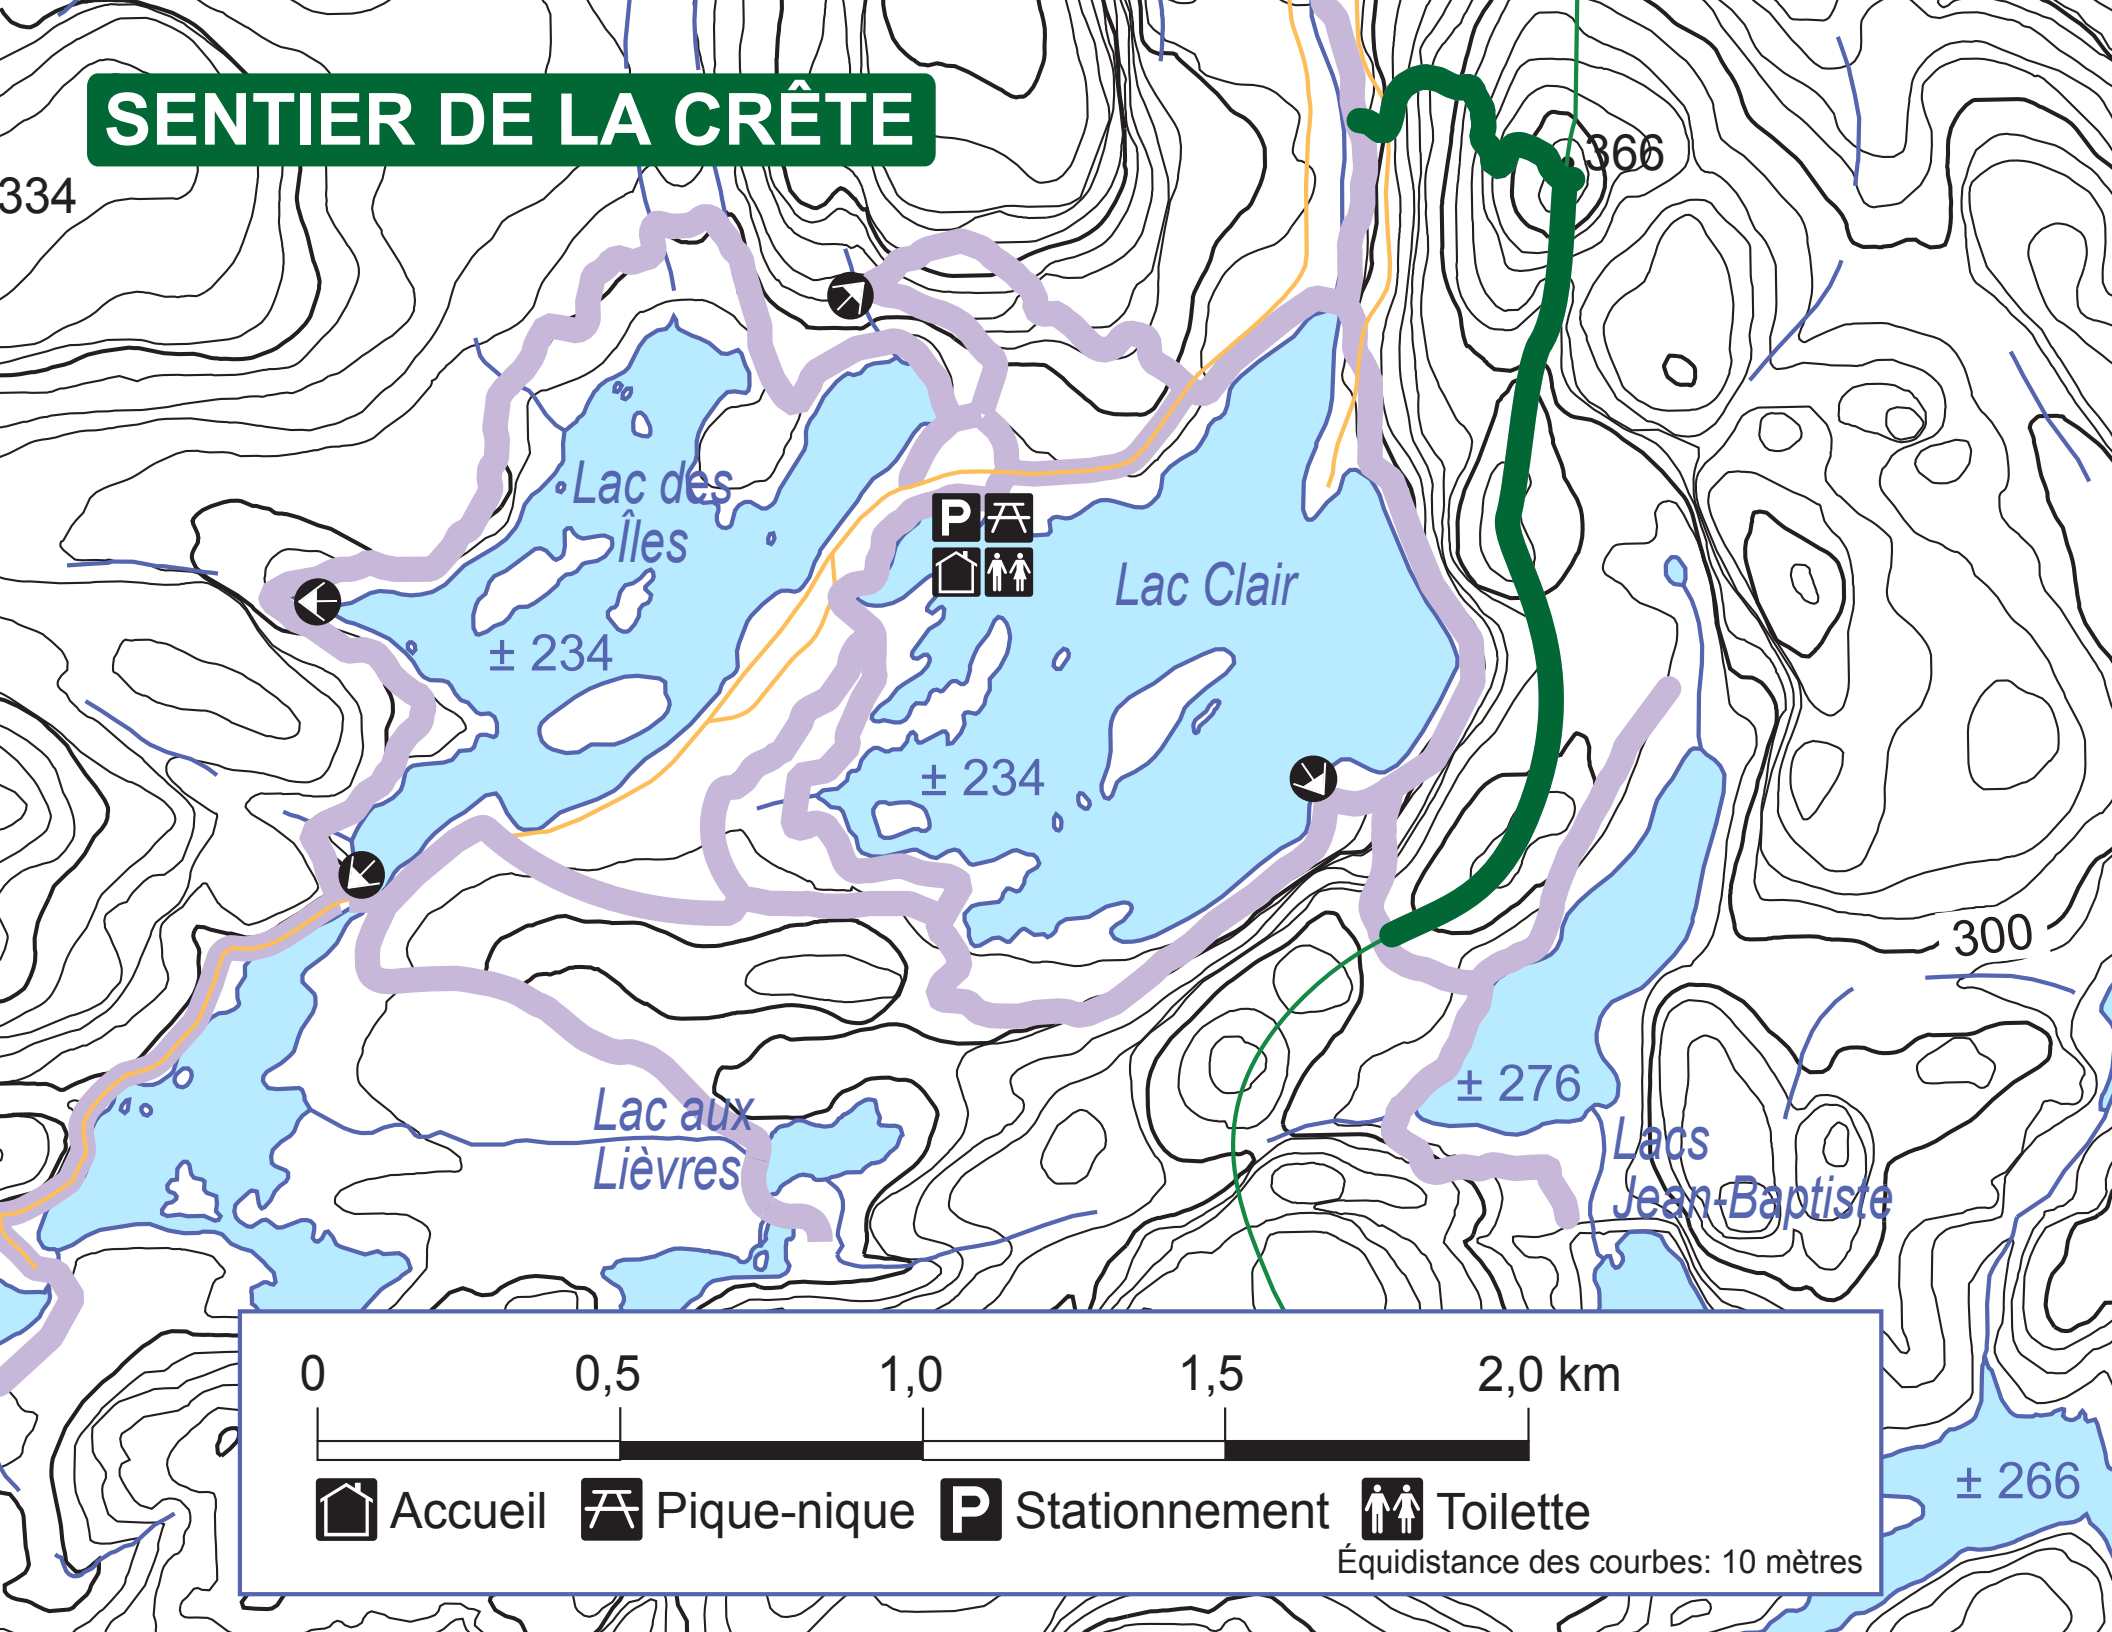 SENTIER DE LA CRÊTE
334
366
Lac des
Îles
± 234
P
Lac Clair
± 234
300
± 276
Lac aux
Lièvres
Lacs
Jean-Baptiste
0 0,5 1,0 1,5 2,0 km
± 266
Accueil Pique-nique P Stationnement Toilette
Équidistance des courbes: 10 mètres